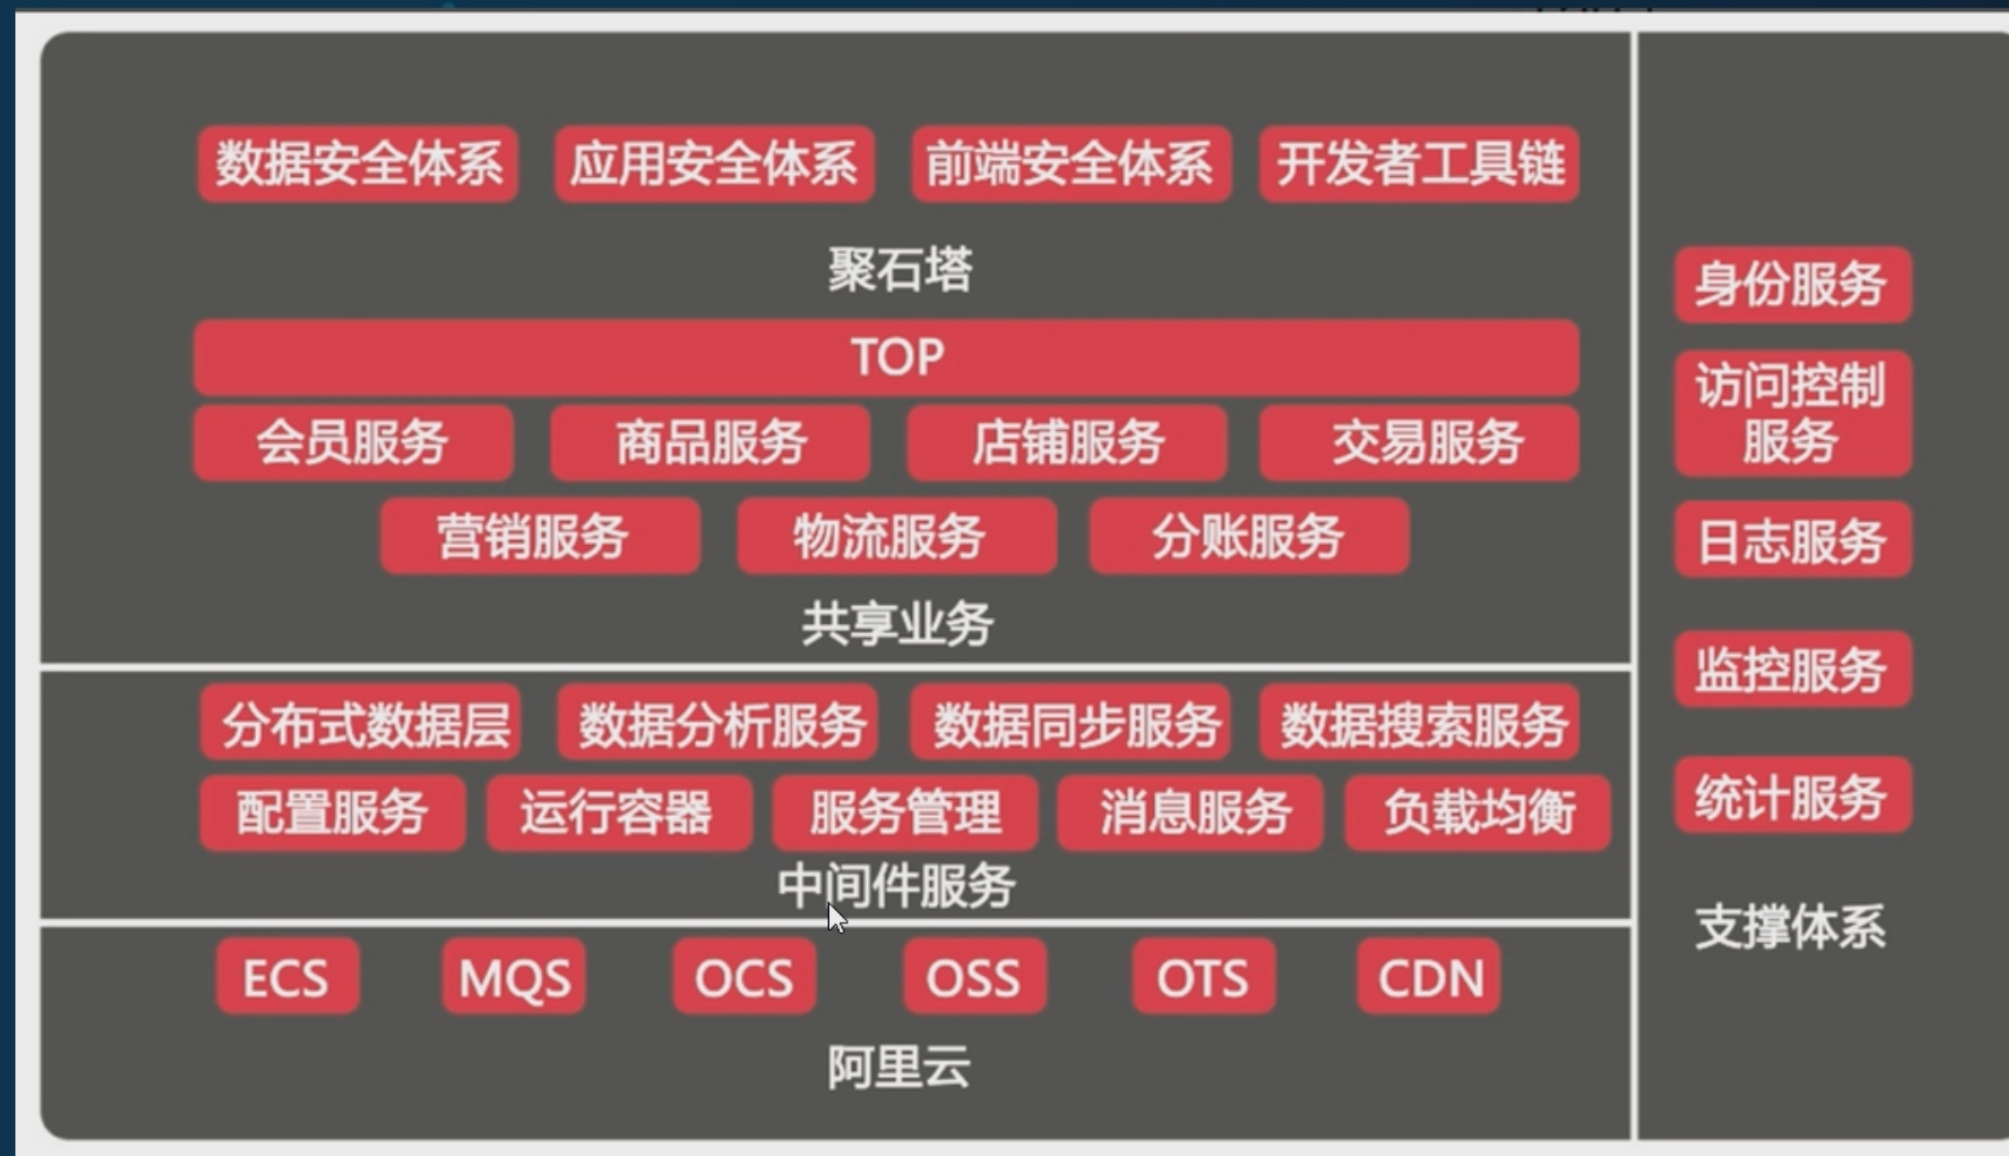 数据安全体系 应用安全体系 前端安全体系 开发者工具链
聚石塔
TOP
会员服务 商品服务 店铺服务 交易服务
营销服务 物流服务 分账服务
共享业务
分布式数据层 数据分析服务 数据同步服务 数据搜索服务
配置服务 运行容器 服务管理 消息服务 负载均衡
中间件服务
ECS MQS OCS OSS OTS CDN
阿里云
身份服务
访问控制
服务
日志服务
监控服务
统计服务
支撑体系